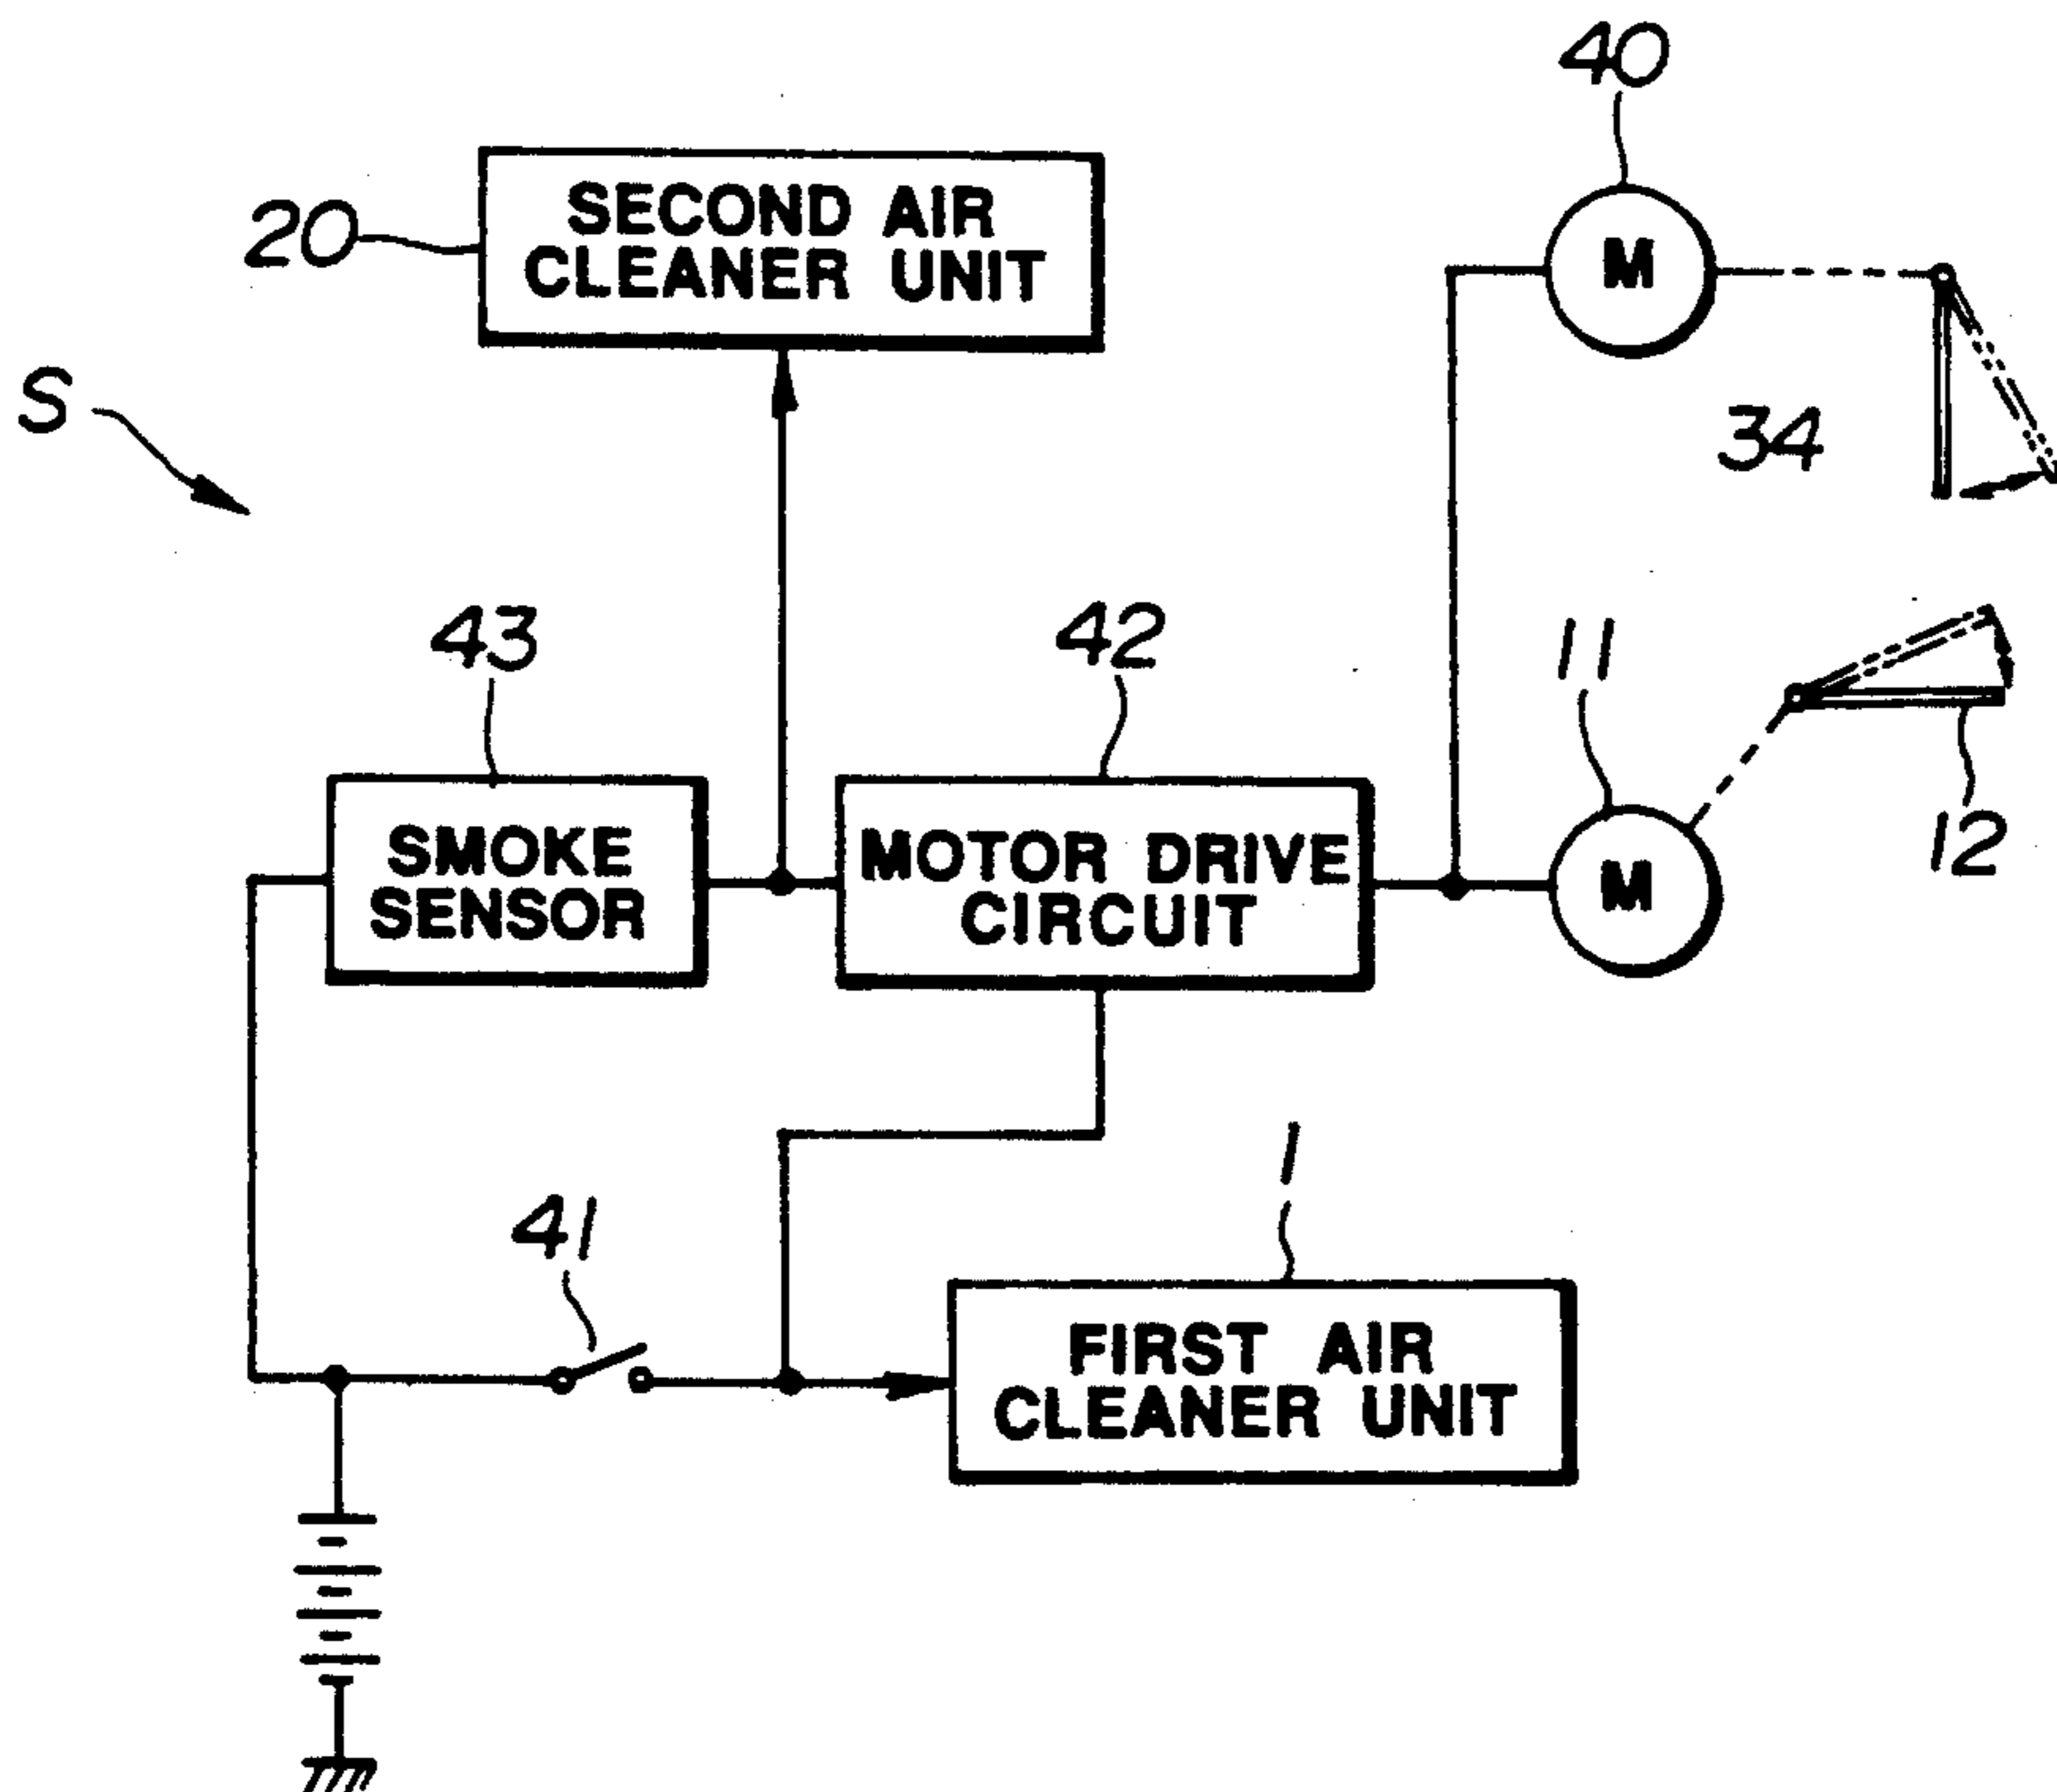 40
SECOND AIR
CLEANER UNIT
20
M
S
34
43
42
11
12
SMOKE
SENSOR
MOTOR DRIVE
CIRCUIT
M
1
41
FIRST AIR
CLEANER UNIT